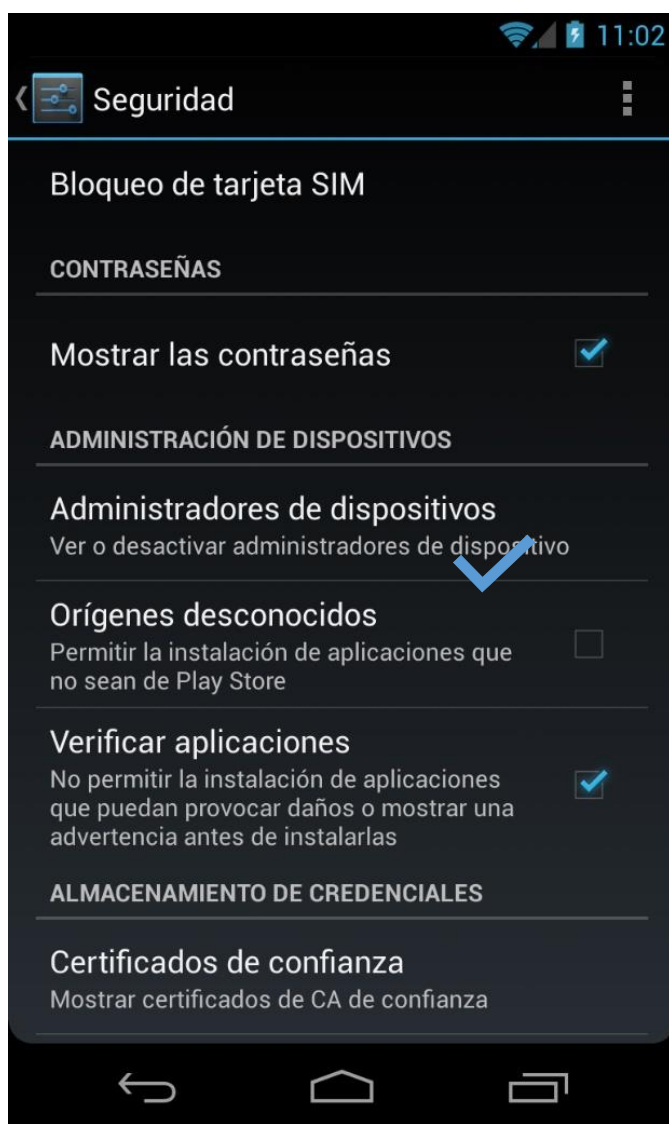 11:02
Seguridad
Bloqueo de tarjeta SIM
CONTRASEÑAS
Mostrar las contraseñas
ADMINISTRACIÓN DE DISPOSITIVOS
Administradores de dispositivos
Ver o desactivar administradores de dispositivo
Orígenes desconocidos
Permitir la instalación de aplicaciones que
no sean de Play Store
Verificar aplicaciones
No permitir la instalación de aplicaciones
que puedan provocar daños o mostrar una
advertencia antes de instalarlas
ALMACENAMIENTO DE CREDENCIALES
Certificados de confianza
Mostrar certificados de CA de confianza